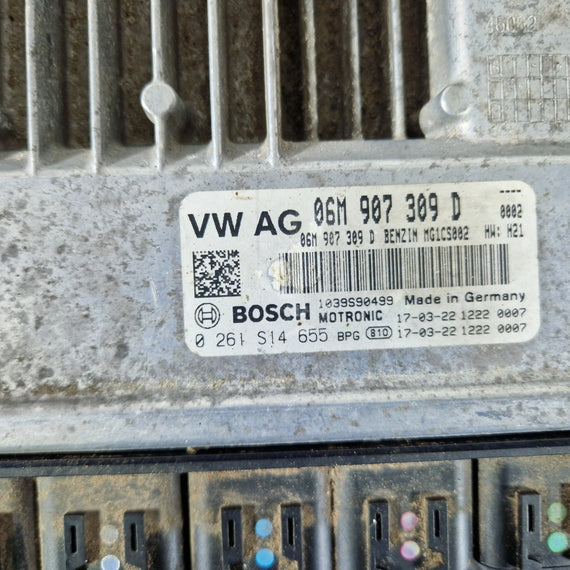 VW AG 06M 907 309 D
---- 0002
06M 907 309 D BENZIN MG1CS002 HW: H21
BOSCH 1039S90499 Made in Germany
MOTRONIC 17-03-22 1222 0007
0 261 S14 655 BPG 810 17-03-22 1222 0007